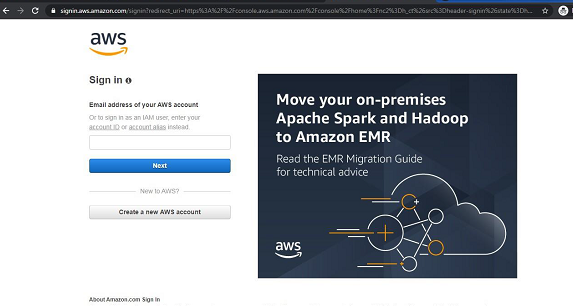 signin.aws.amazon.com/signin?redirect_uri=https%3A%2F%2Fconsole.aws.amazon.com%2Fconsole%2Fhome%3Fnc2%3Dh_ct%26src%3Dheader-signin%26state%3Dh...
aws
Sign in
Email address of your AWS account
Or to sign in as an IAM user, enter your
account ID or account alias instead.
Next
New to AWS?
Create a new AWS account
Move your on-premises
Apache Spark and Hadoop
to Amazon EMR
Read the EMR Migration Guide
for technical advice
aws
About Amazon.com Sign In